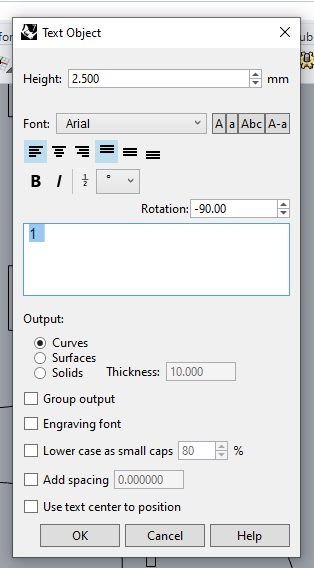 Text Object
Height: 2.500 mm
Font: Arial A a Abc A-a
B I 1/2 °
Rotation: -90.00
1
Output:
Curves
Surfaces
Solids Thickness: 10.000
Group output
Engraving font
Lower case as small caps 80 %
Add spacing 0.000000
Use text center to position
OK Cancel Help